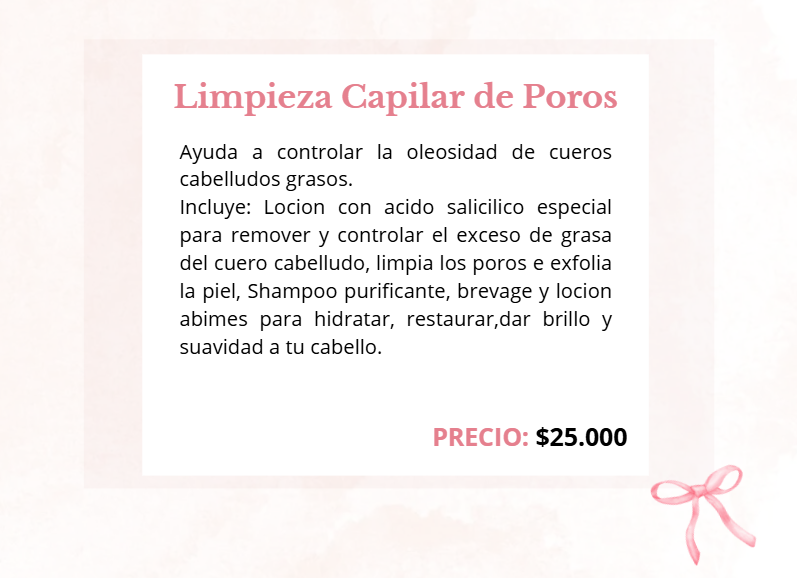 Limpieza Capilar de Poros
Ayuda a controlar la oleosidad de cueros
cabelludos grasos.
Incluye: Locion con acido salicilico especial
para remover y controlar el exceso de grasa
del cuero cabelludo, limpia los poros e exfolia
la piel, Shampoo purificante, brevage y locion
abimes para hidratar, restaurar,dar brillo y
suavidad a tu cabello.
PRECIO: $25.000